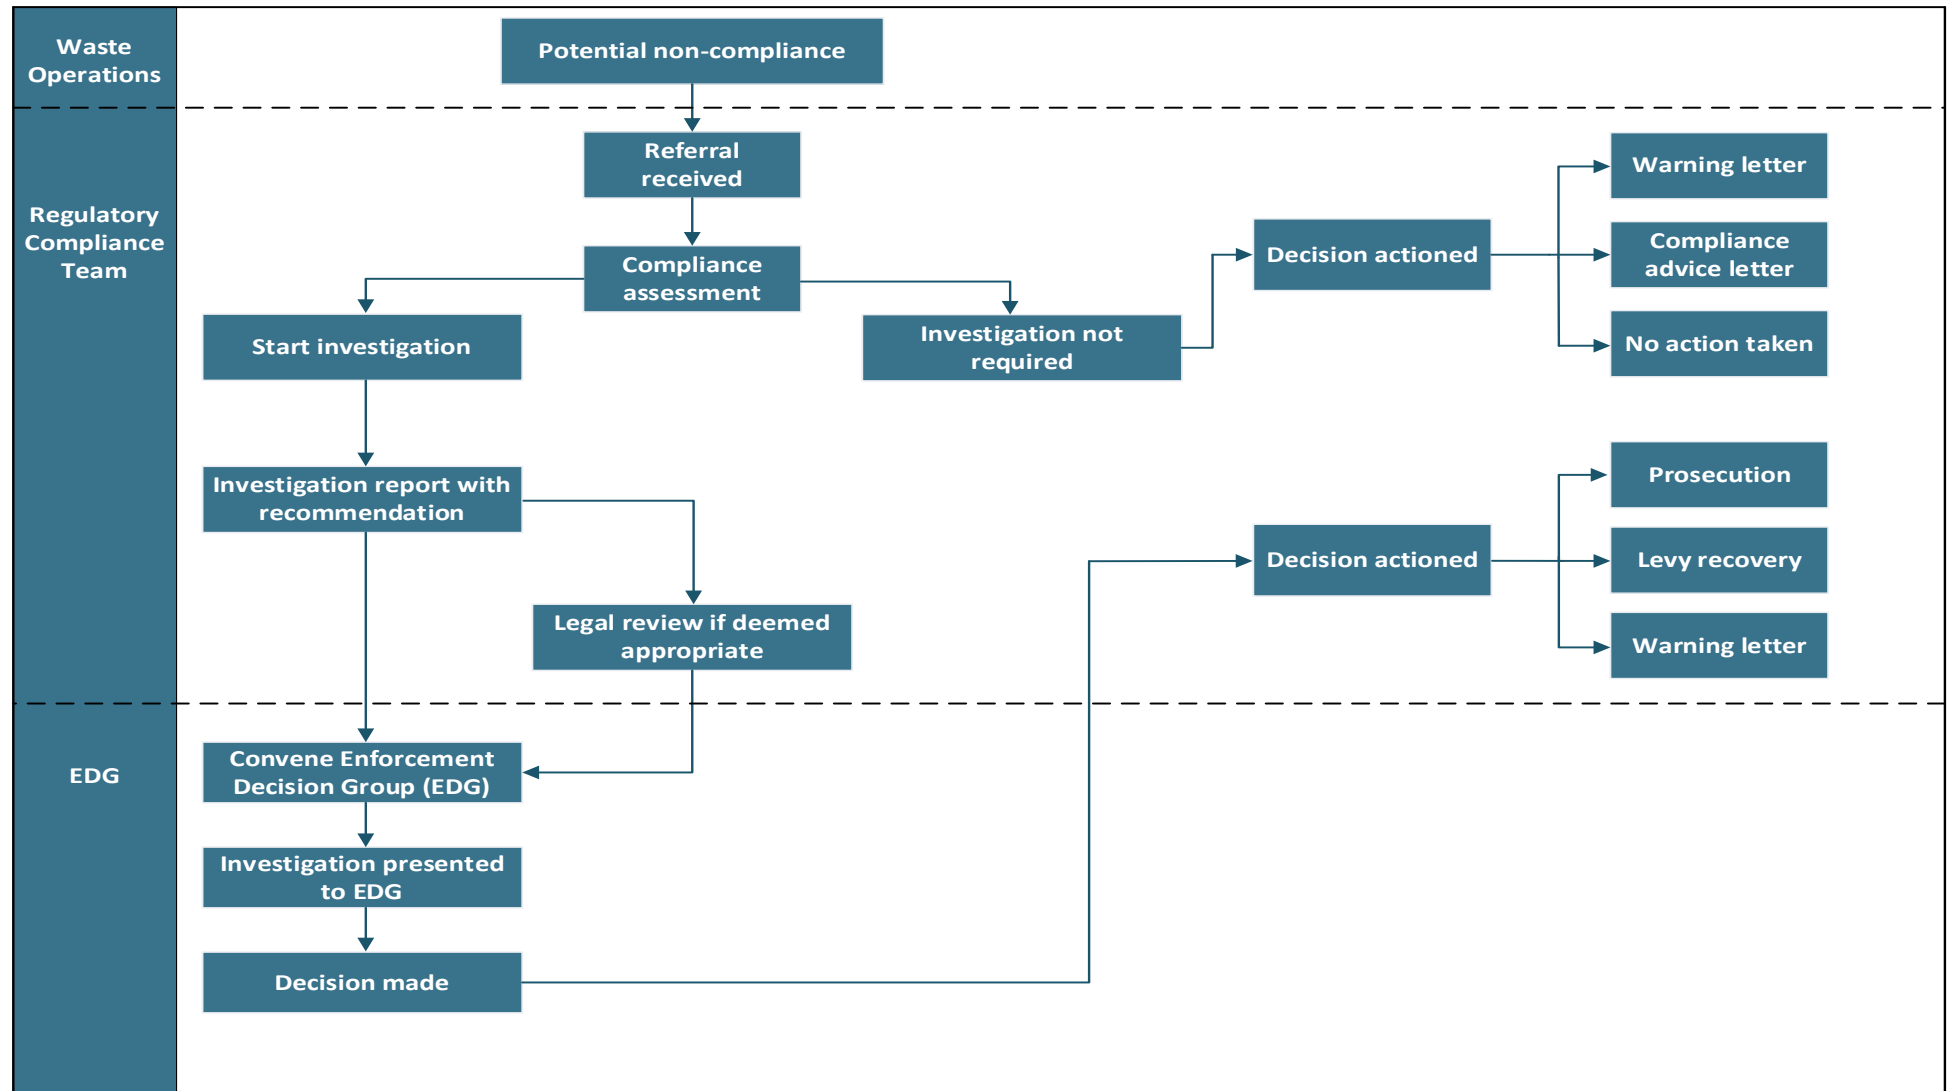 Waste
Operations
Potential non-compliance
Regulatory
Compliance
Team
Referral
received
Compliance
assessment
Start investigation
Investigation not
required
Decision actioned
Warning letter
Compliance
advice letter
No action taken
Investigation report with
recommendation
Legal review if deemed
appropriate
Decision actioned
Prosecution
Levy recovery
Warning letter
EDG
Convene Enforcement
Decision Group (EDG)
Investigation presented
to EDG
Decision made